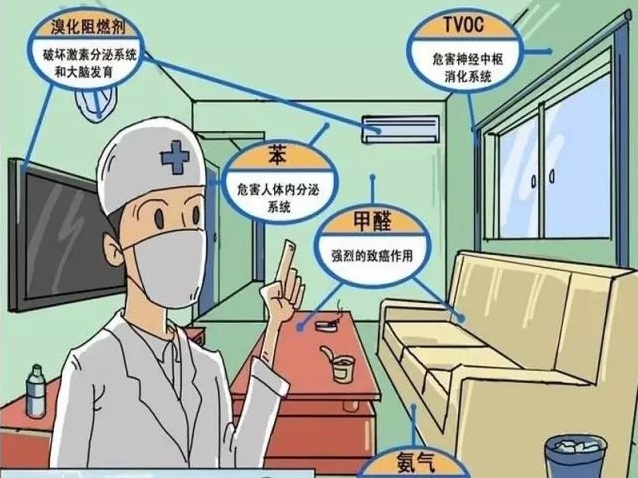 溴化阻燃剂
破坏激素分泌系统
和大脑发育
TVOC
危害神经中枢
消化系统
苯
危害人体内分泌
系统
甲醛
强烈的致癌作用
氨气